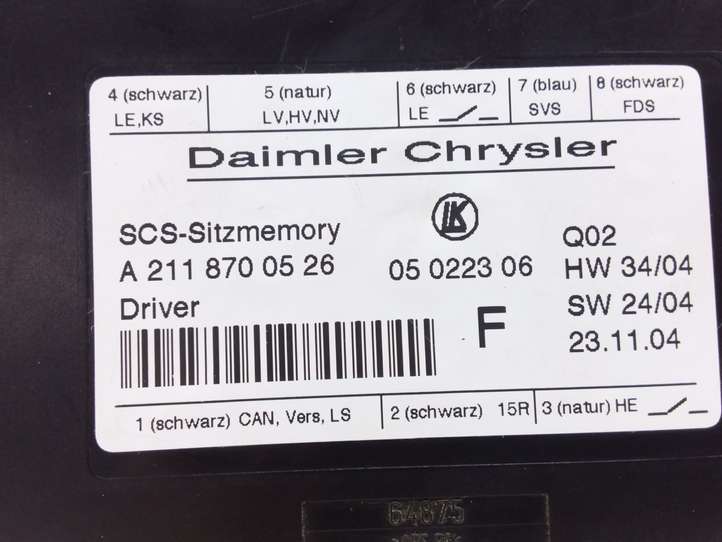 4 (schwarz) 5 (natur) 6 (schwarz) 7 (blau) 8 (schwarz)
LE,KS LV,HV,NV LE SVS FDS
Daimler Chrysler
LK
SCS-Sitzmemory Q02
A 211 870 05 26 05 0223 06 HW 34/04
Driver F SW 24/04
23.11.04
1 (schwarz) CAN, Vers, LS 2 (schwarz) 15R 3 (natur) HE
64875